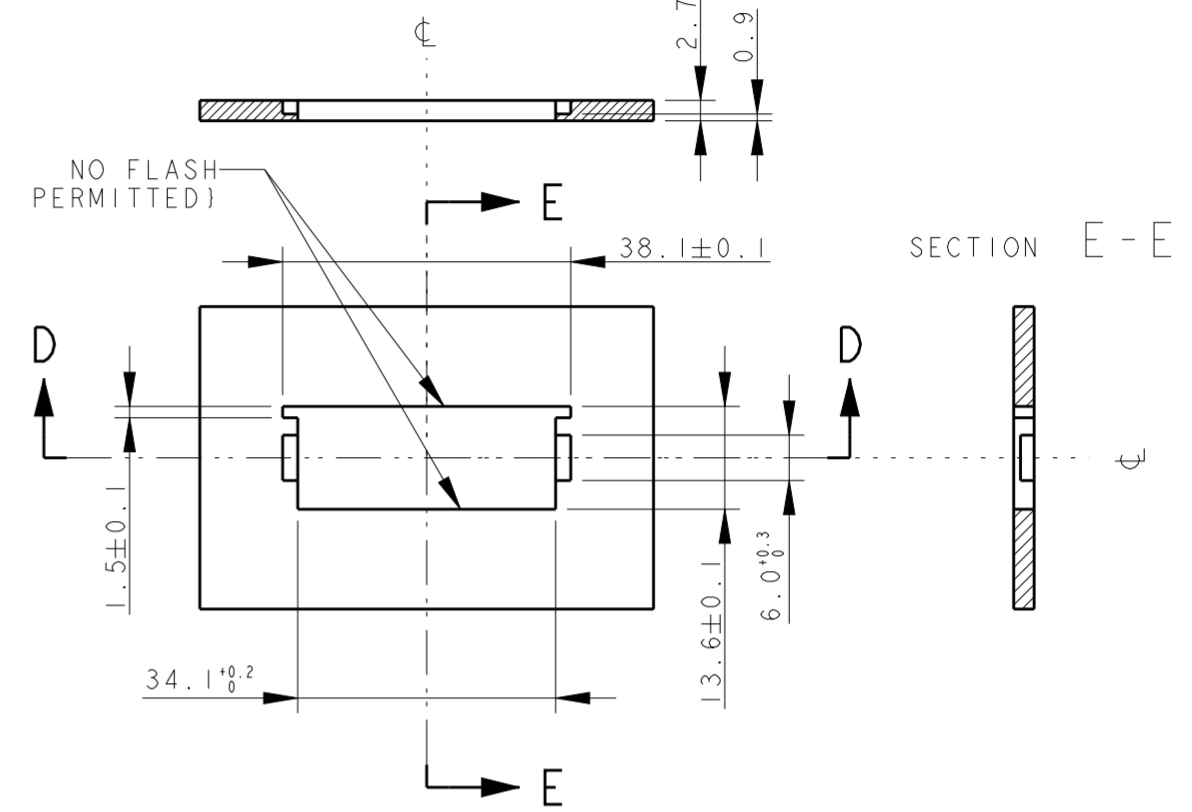 ℄
2.7
0.9
NO FLASH
PERMITTED}
E
38.1±0.1
SECTION E-E
D
D
1.5±0.1
℄
6.0 +0.3 0
13.6±0.1
34.1 +0.2 0
E